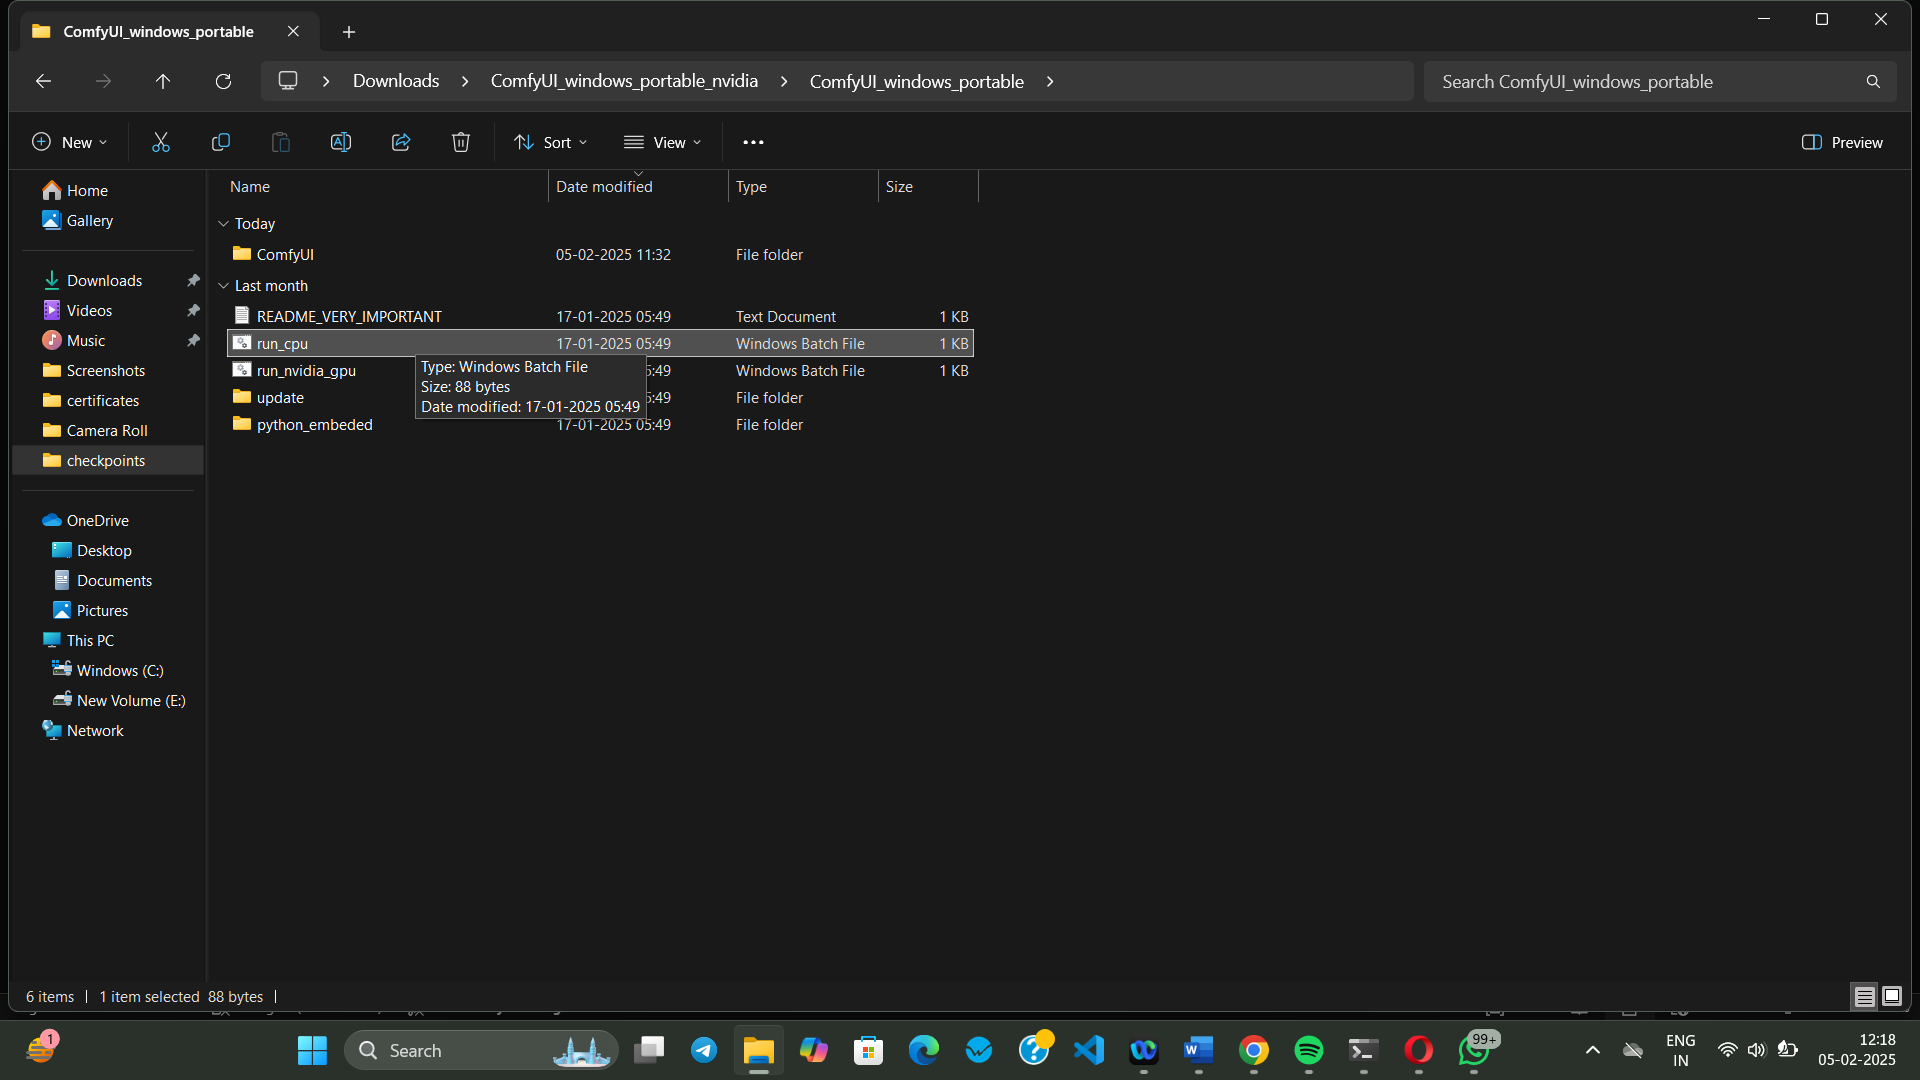 ComfyUI_windows_portable
Downloads > ComfyUI_windows_portable_nvidia > ComfyUI_windows_portable >
Search ComfyUI_windows_portable
New
Sort
View
Preview
Name Date modified Type Size
Home
Gallery
Downloads
Videos
Music
Screenshots
certificates
Camera Roll
checkpoints
OneDrive
Desktop
Documents
Pictures
This PC
Windows (C:)
New Volume (E:)
Network
Today
ComfyUI 05-02-2025 11:32 File folder
Last month
README_VERY_IMPORTANT 17-01-2025 05:49 Text Document 1 KB
run_cpu 17-01-2025 05:49 Windows Batch File 1 KB
run_nvidia_gpu 5:49 Windows Batch File 1 KB
update 5:49 File folder
python_embeded 17-01-2025 05:49 File folder
Type: Windows Batch File
Size: 88 bytes
Date modified: 17-01-2025 05:49
6 items | 1 item selected 88 bytes |
1
Search
99+
ENG
IN
12:18
05-02-2025